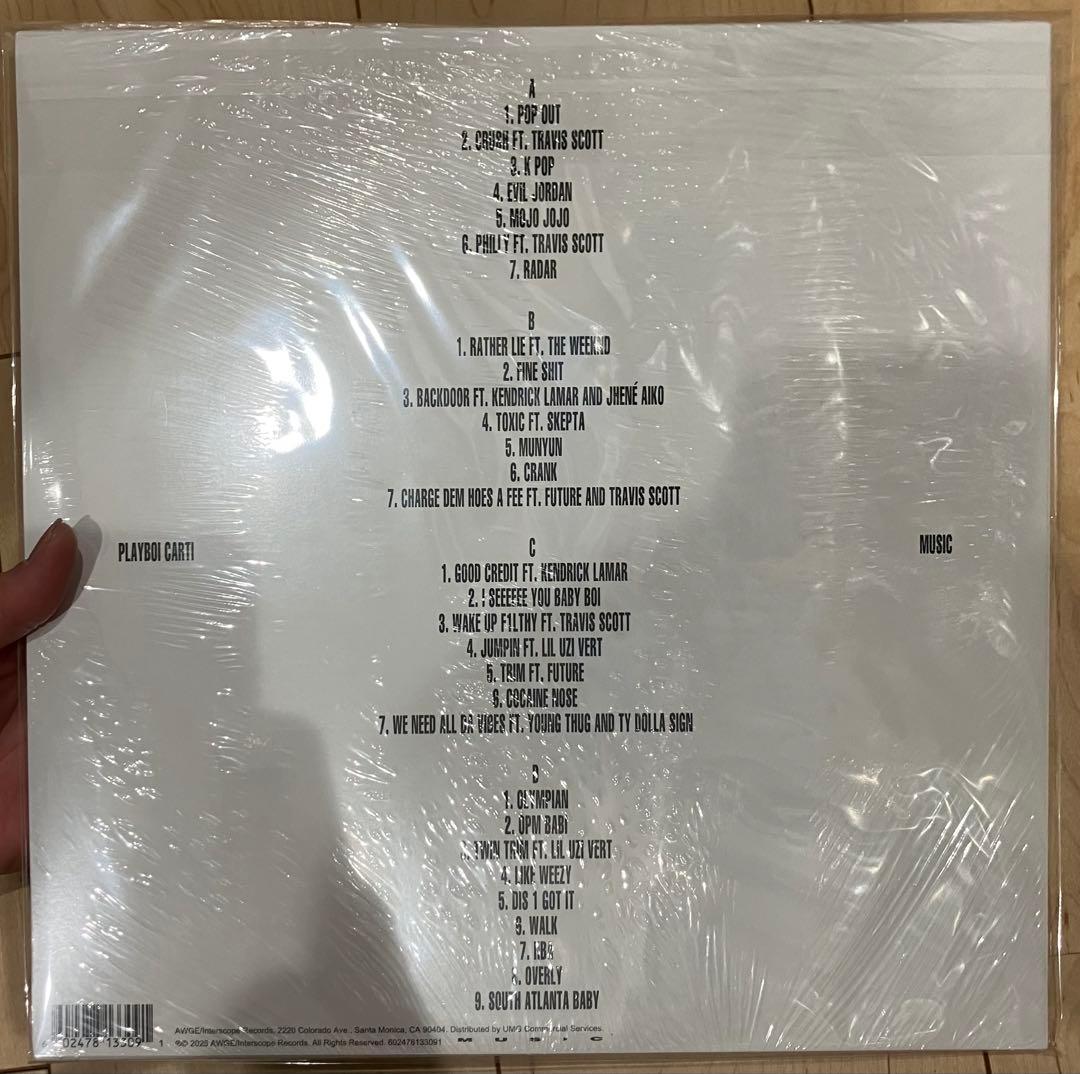 A
1. POP OUT
2. CRUSH FT. TRAVIS SCOTT
3. K POP
4. EVIL JORDAN
5. MOJO JOJO
6. PHILLY FT. TRAVIS SCOTT
7. RADAR
B
1. RATHER LIE FT. THE WEEKND
2. FINE SHIT
3. BACKDOOR FT. KENDRICK LAMAR AND JHENÉ AIKO
4. TOXIC FT. SKEPTA
5. MUNYUN
6. CRANK
7. CHARGE DEM HOES A FEE FT. FUTURE AND TRAVIS SCOTT
PLAYBOI CARTI
MUSIC
C
1. GOOD CREDIT FT. KENDRICK LAMAR
2. I SEEEEEE YOU BABY BOI
3. WAKE UP F1LTHY FT. TRAVIS SCOTT
4. JUMPIN FT. LIL UZI VERT
5. TRIM FT. FUTURE
6. COCAINE NOSE
7. WE NEED ALL DA VIBES FT. YOUNG THUG AND TY DOLLA SIGN
D
1. OLYMPIAN
2. OPM BABI
3. TWIN TRIM FT. LIL UZI VERT
4. LIKE WEEZY
5. DIS 1 GOT IT
6. WALK
7. HBA
8. OVERLY
9. SOUTH ATLANTA BABY
AWGE/Interscope Records, 2220 Colorado Ave., Santa Monica, CA 90404. Distributed by UMG Commercial Services.
℗© 2025 AWGE/Interscope Records. All Rights Reserved. 602478133091
M U S I C
02478 13309 1